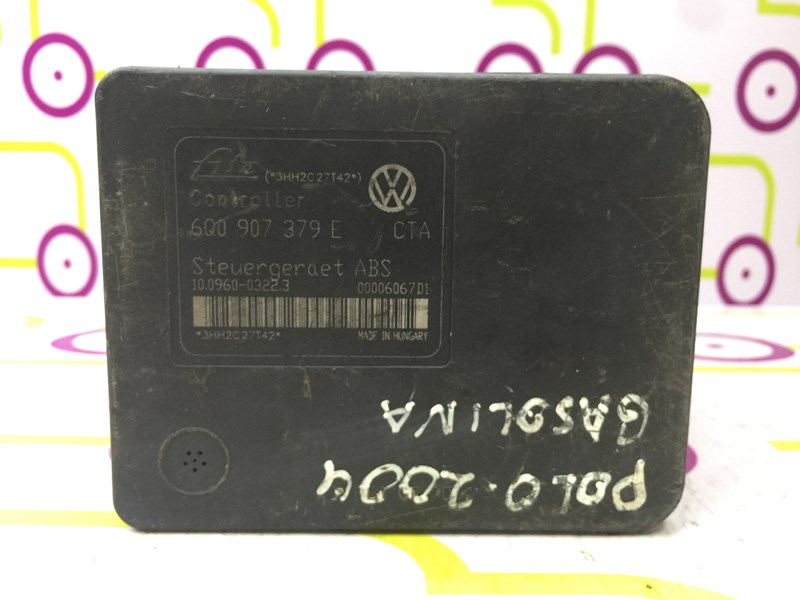 Ate (*3HH2C27T42*)
Controller
6Q0 907 379 E CTA
Steuergeraet ABS
10.0960-0322.3 00006067D1
*3HH2C27T42* MADE IN HUNGARY
POLO-2004
GASOLINA